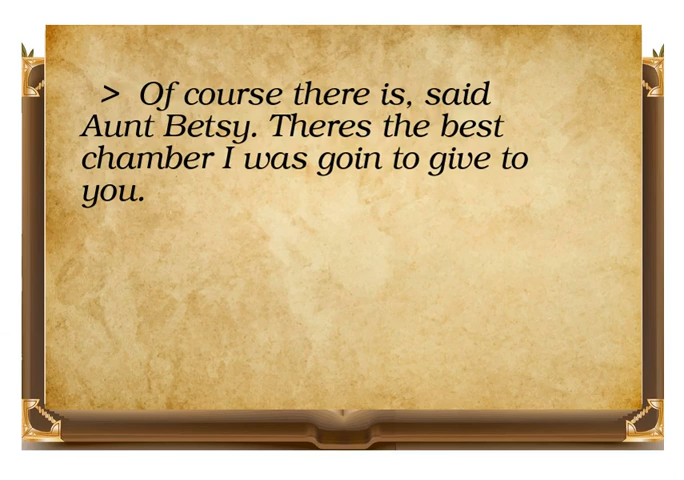 > Of course there is, said
Aunt Betsy. Theres the best
chamber I was goin to give to
you.